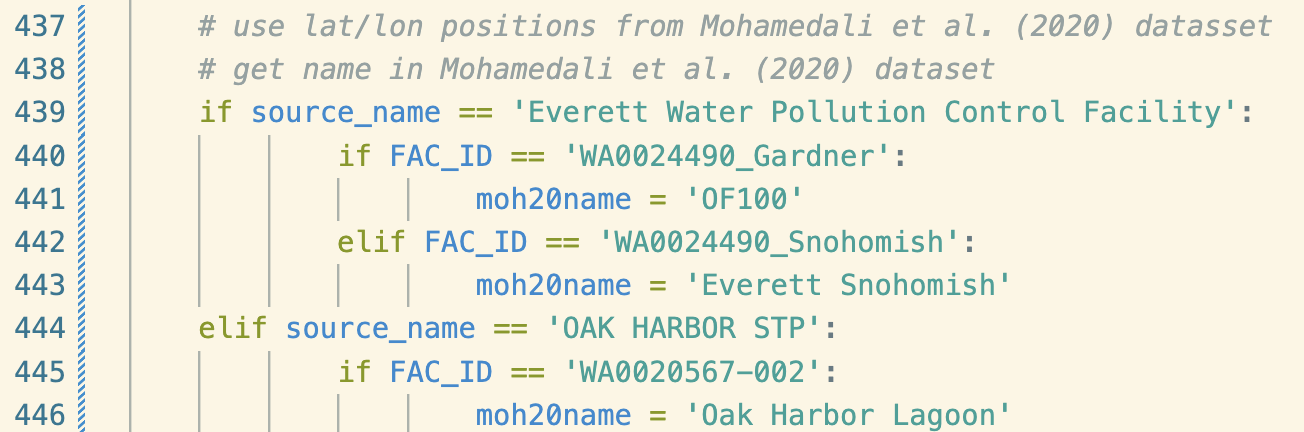 437 # use lat/lon positions from Mohamedali et al. (2020) datasset
438 # get name in Mohamedali et al. (2020) dataset
439 if source_name == 'Everett Water Pollution Control Facility':
440 if FAC_ID == 'WA0024490_Gardner':
441 moh20name = 'OF100'
442 elif FAC_ID == 'WA0024490_Snohomish':
443 moh20name = 'Everett Snohomish'
444 elif source_name == 'OAK HARBOR STP':
445 if FAC_ID == 'WA0020567-002':
446 moh20name = 'Oak Harbor Lagoon'